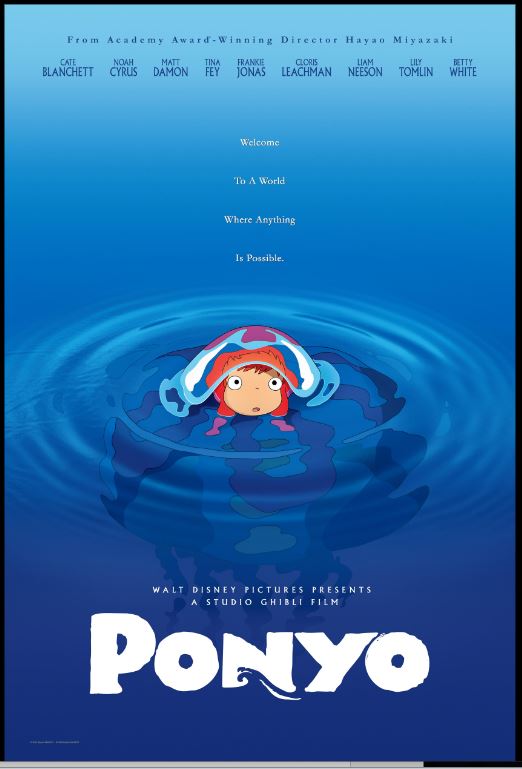 From Academy Award®-Winning Director Hayao Miyazaki
CATE BLANCHETT NOAH CYRUS MATT DAMON TINA FEY FRANKIE JONAS CLORIS LEACHMAN LIAM NEESON LILY TOMLIN BETTY WHITE
Welcome
To A World
Where Anything
Is Possible.
WALT DISNEY PICTURES PRESENTS
A STUDIO GHIBLI FILM
PONYO